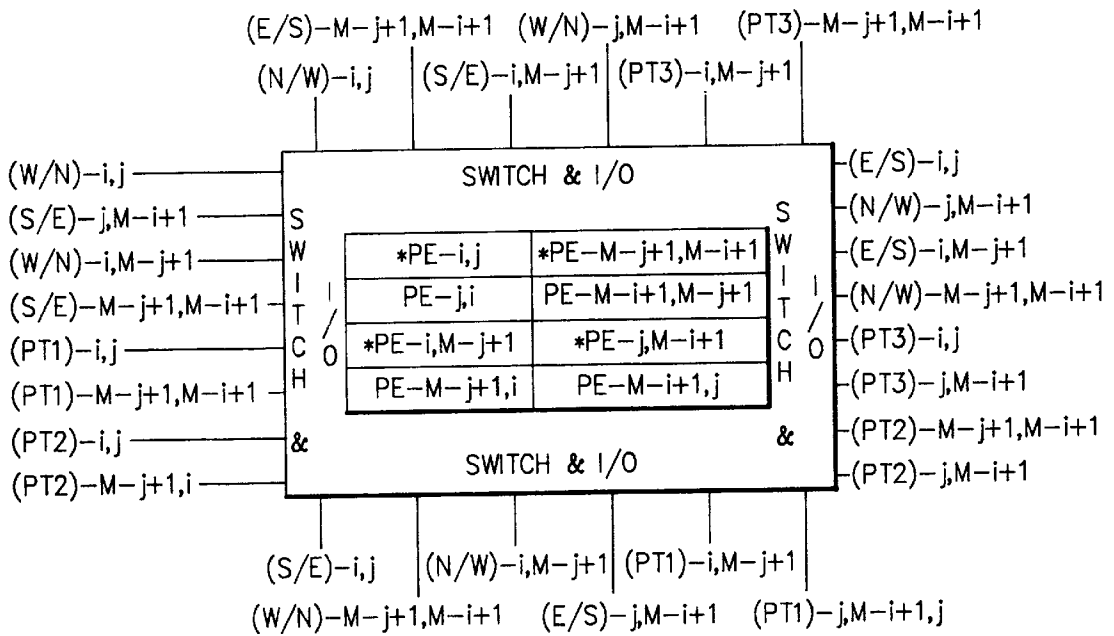 (E/S)-M-j+1,M-i+1 (W/N)-j,M-i+1 (PT3)-M-j+1,M-i+1
(N/W)-i,j (S/E)-i,M-j+1 (PT3)-i,M-j+1
(W/N)-i,j
(S/E)-j,M-i+1
(W/N)-i,M-j+1
(S/E)-M-j+1,M-i+1
(PT1)-i,j
(PT1)-M-j+1,M-i+1
(PT2)-i,j
(PT2)-M-j+1,i
SWITCH & I/O
SWITCH & I/O
*PE-i,j *PE-M-j+1,M-i+1
PE-j,i PE-M-i+1,M-j+1
*PE-i,M-j+1 *PE-j,M-i+1
PE-M-j+1,i PE-M-i+1,j
SWITCH & I/O
SWITCH & I/O
(E/S)-i,j
(N/W)-j,M-i+1
(E/S)-i,M-j+1
(N/W)-M-j+1,M-i+1
(PT3)-i,j
(PT3)-j,M-i+1
(PT2)-M-j+1,M-i+1
(PT2)-j,M-i+1
(S/E)-i,j (N/W)-i,M-j+1 (PT1)-i,M-j+1
(W/N)-M-j+1,M-i+1 (E/S)-j,M-i+1 (PT1)-j,M-i+1,j